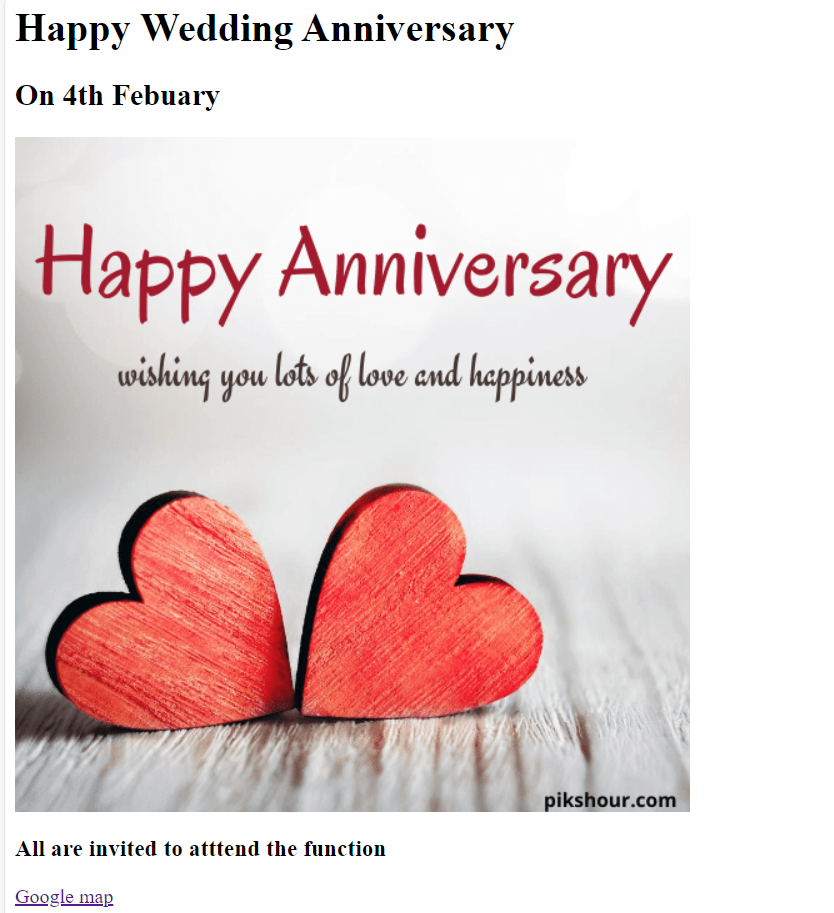 Happy Wedding Anniversary
On 4th Febuary
Happy Anniversary
wishing you lots of love and happiness
pikshour.com
All are invited to atttend the function
Google map